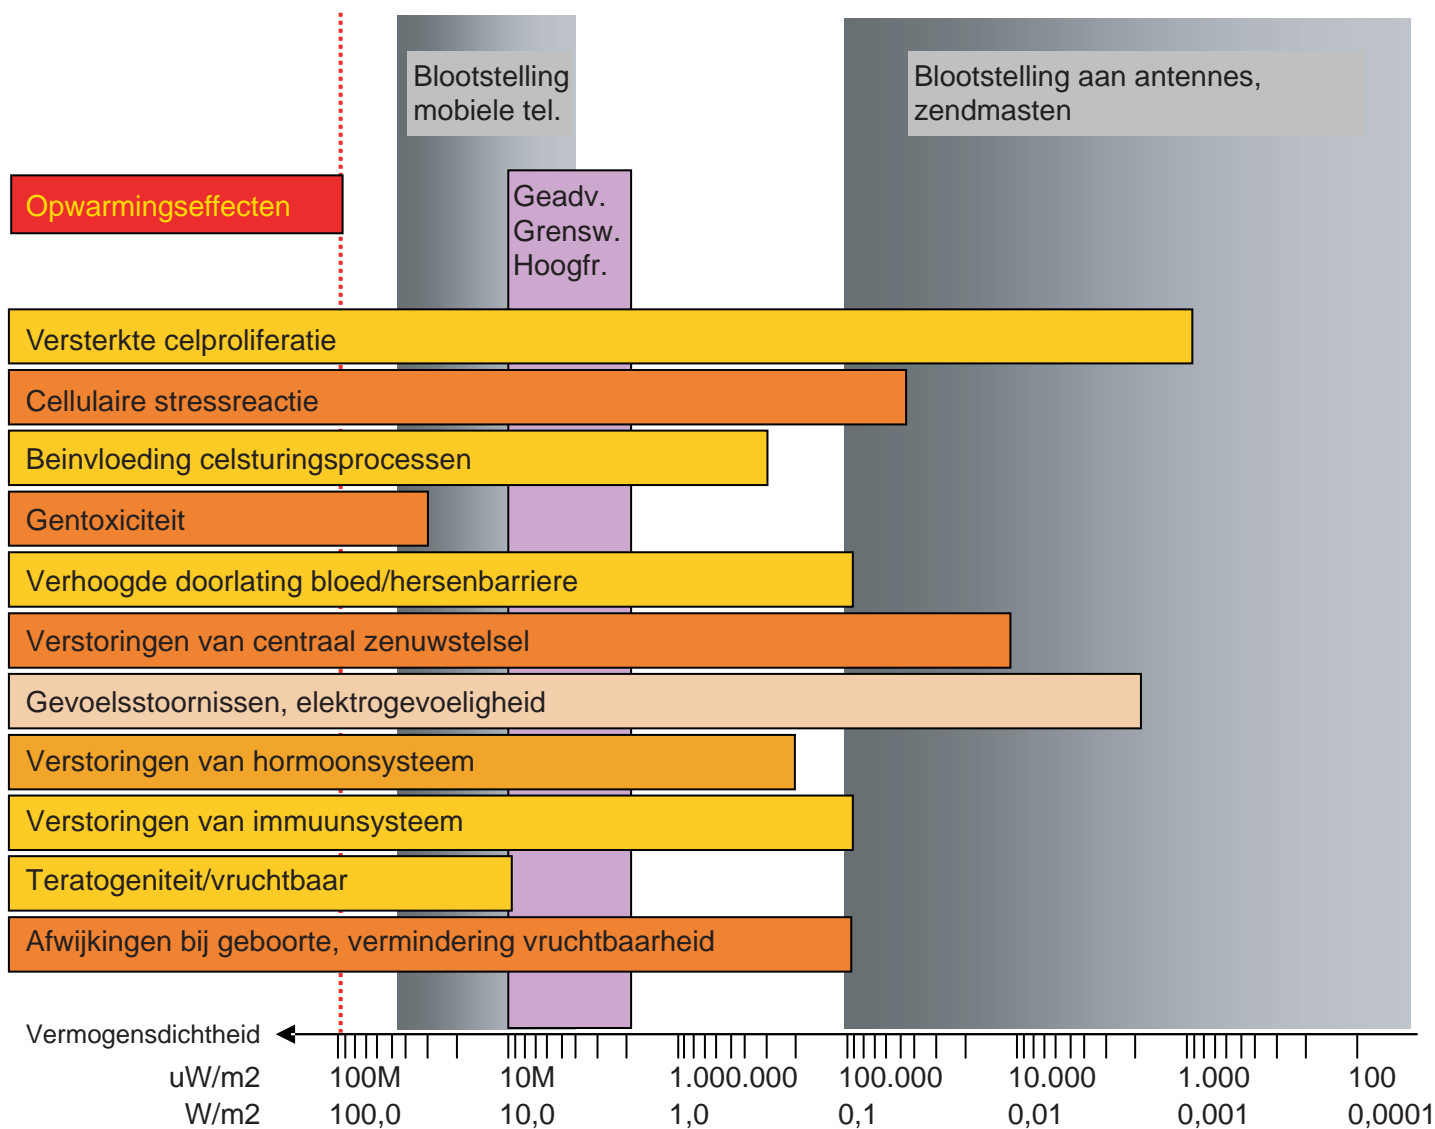 Blootstelling
mobiele tel.
Blootstelling aan antennes,
zendmasten
Opwarmingseffecten
Geadv.
Grensw.
Hoogfr.
Versterkte celproliferatie
Cellulaire stressreactie
Beinvloeding celsturingsprocessen
Gentoxiciteit
Verhoogde doorlating bloed/hersenbarriere
Verstoringen van centraal zenuwstelsel
Gevoelsstoornissen, elektrogevoeligheid
Verstoringen van hormoonsysteem
Verstoringen van immuunsysteem
Teratogeniteit/vruchtbaar
Afwijkingen bij geboorte, vermindering vruchtbaarheid
Vermogensdichtheid
uW/m2 100M 10M 1.000.000 100.000 10.000 1.000 100
W/m2 100,0 10,0 1,0 0,1 0,01 0,001 0,0001